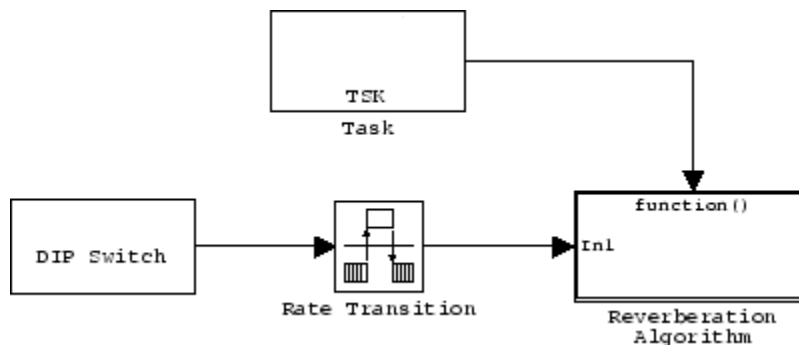 TSK
Task
function()
DIP Switch
In1
Rate Transition
Reverberation
Algorithm